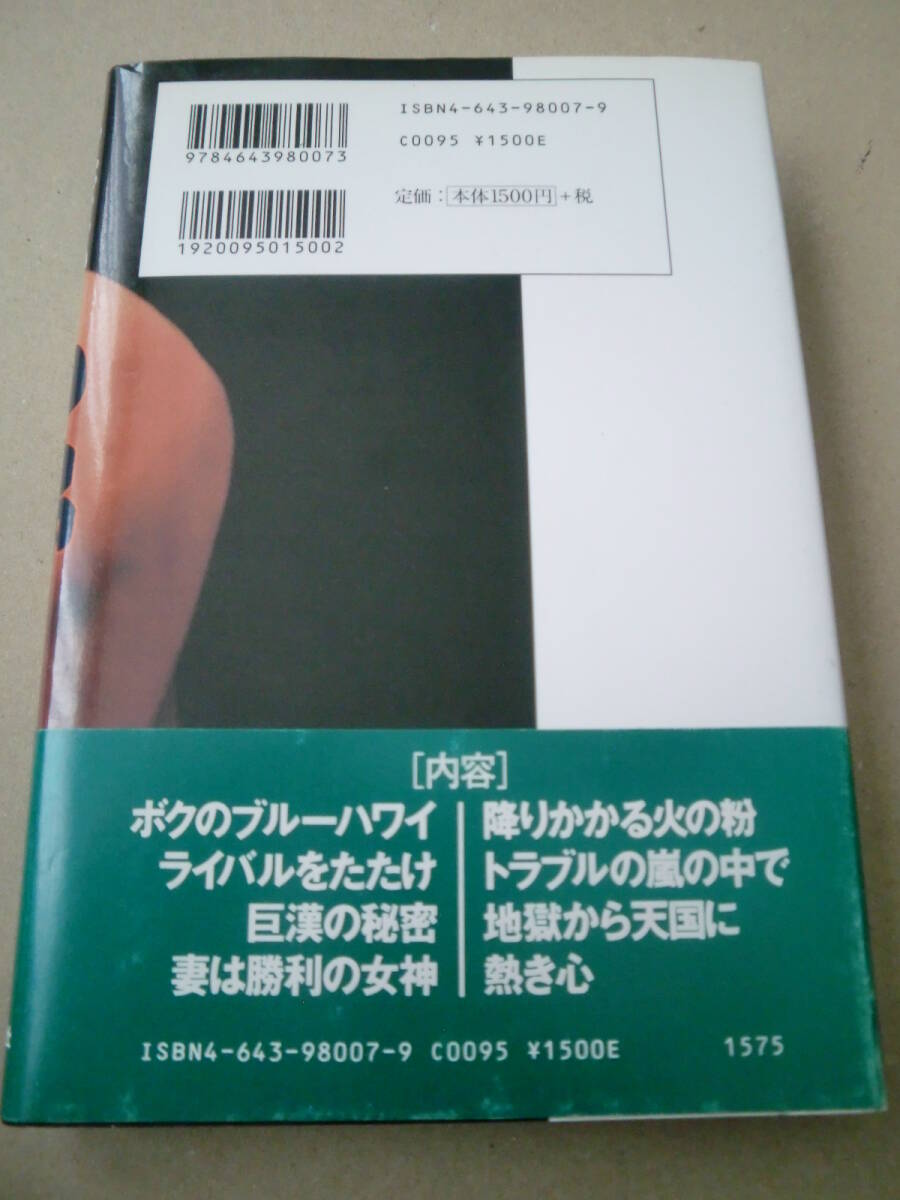 ISBN4-643-98007-9
C0095 ¥1500E
9784643980073
定価：本体1500円+税
1920095015002
[内容]
ボクのブルーハワイ
ライバルをたたけ
巨漢の秘密
妻は勝利の女神
降りかかる火の粉
トラブルの嵐の中で
地獄から天国に
熱き心
ISBN4-643-98007-9 C0095 ¥1500E
1575